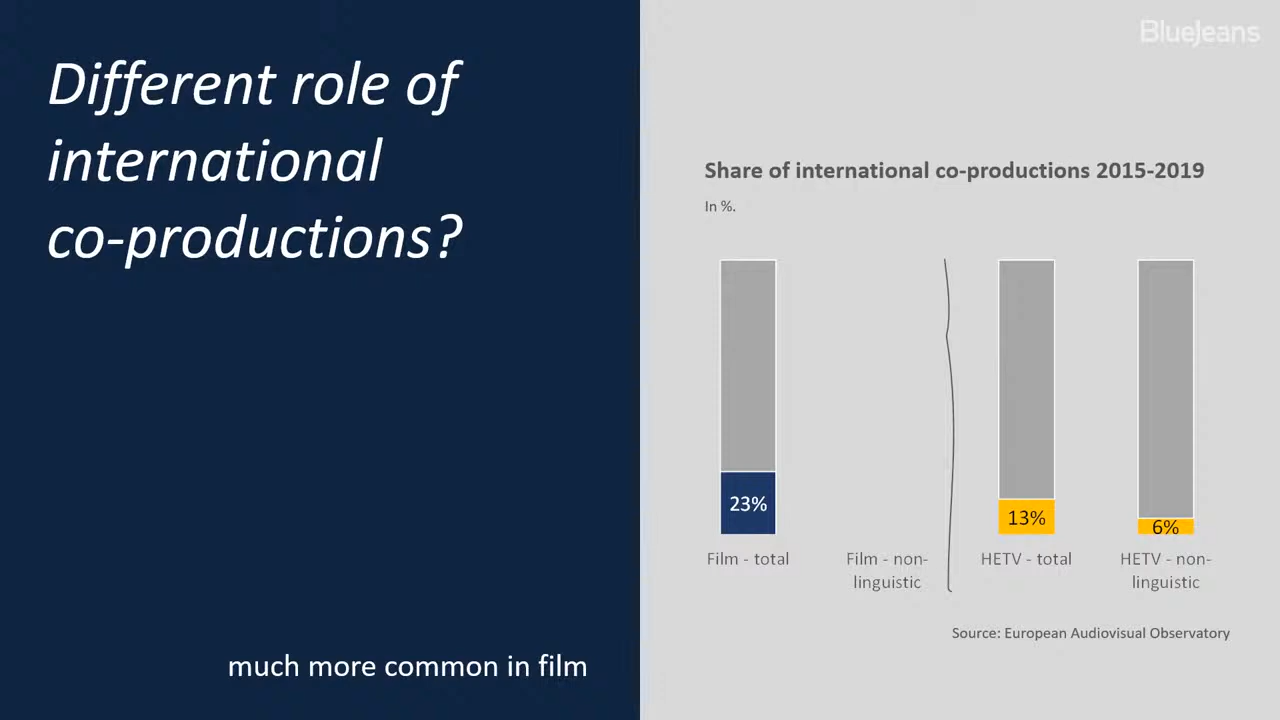 Different role of
international
co-productions?
much more common in film
BlueJeans
Share of international co-productions 2015-2019
In %.
23%
13%
6%
Film - total
Film - non-
linguistic
HETV - total
HETV - non-
linguistic
Source: European Audiovisual Observatory